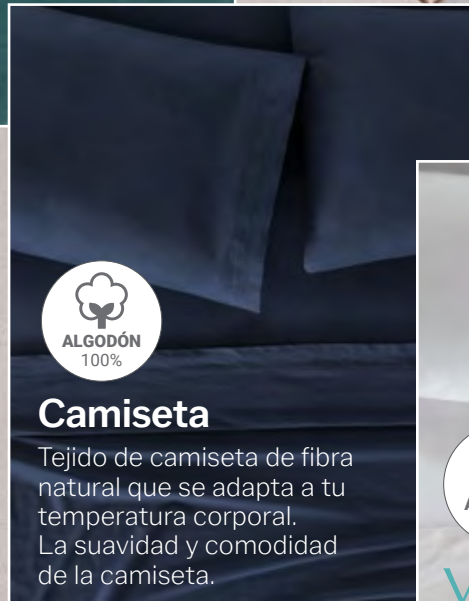 ALGODÓN
100%
Camiseta
Tejido de camiseta de fibra
natural que se adapta a tu
temperatura corporal.
La suavidad y comodidad
de la camiseta.